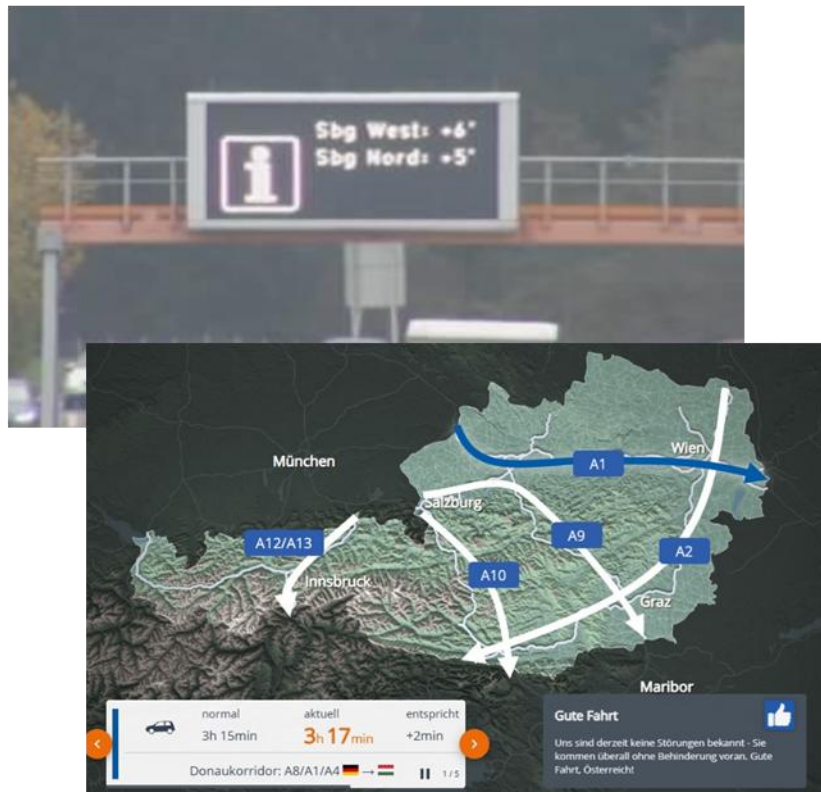 Sbg West: +6'
Sbg Nord: +5'
München
Wien
A1
Salzburg
A12/A13
A9
A2
Innsbruck
A10
Graz
Maribor
normal aktuell entspricht
3h 15min 3h 17min +2min
Donaukorridor: A8/A1/A4 → 
1 / 5
Gute Fahrt
Uns sind derzeit keine Störungen bekannt - Sie
kommen überall ohne Behinderung voran. Gute
Fahrt, Österreich!